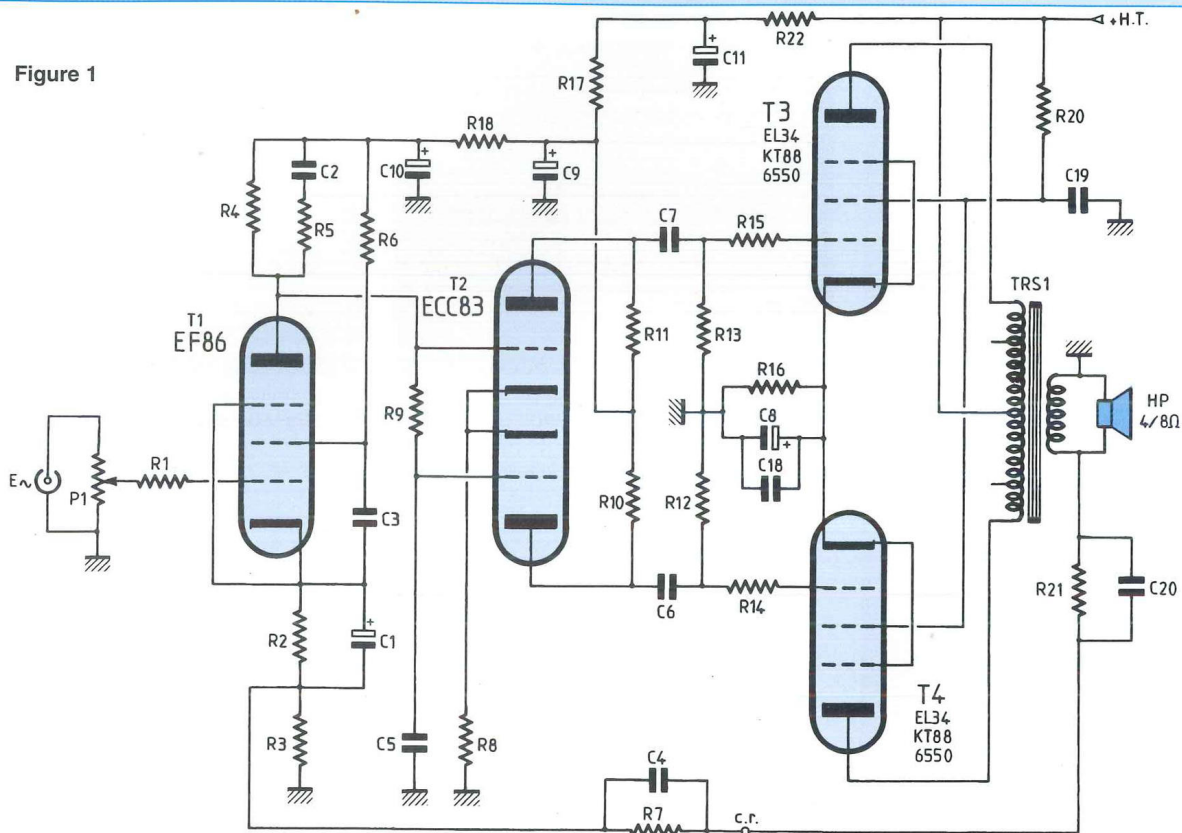 Figure 1
+H.T.
R22
C11
R17
R20
T3
EL34
KT88
6550
R18
C2
C10
C9
C19
R4
R5
R6
C7
R15
T2
ECC83
TRS1
T1
EF86
R11
R13
R16
HP
4/8Ω
R9
C8
+
C18
E~
P1
R1
R10
R12
C3
C6
R14
R21
C20
R2
C1
T4
EL34
KT88
6550
R3
C5
R8
C4
R7
c.r.